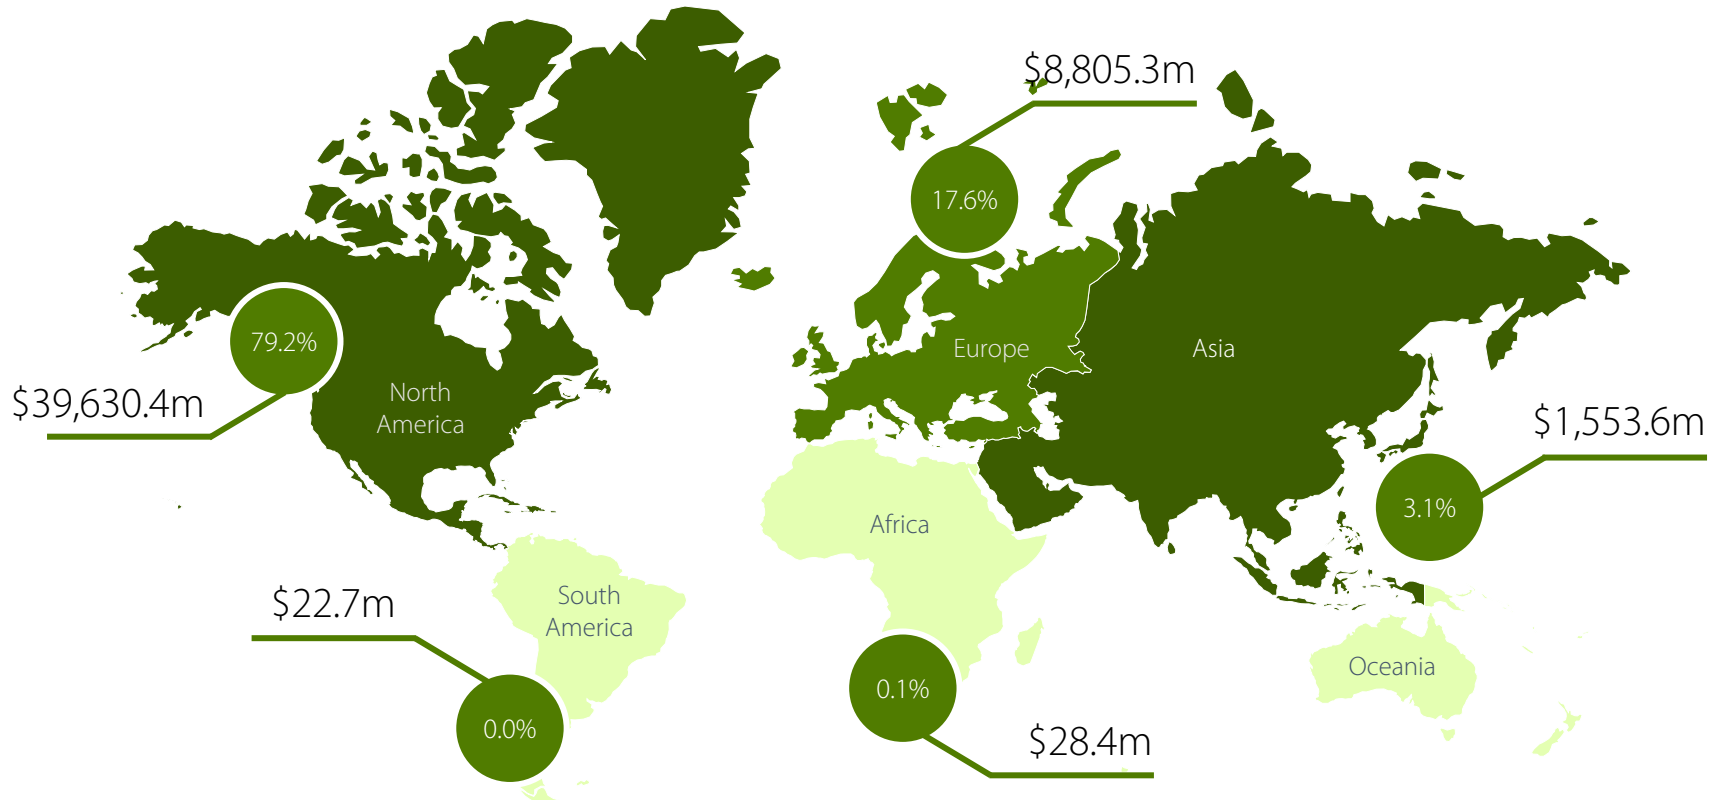 $8,805.3m
17.6%
79.2%
Europe
Asia
North
America
$39,630.4m
$1,553.6m
3.1%
Africa
$22.7m
South
America
Oceania
0.1%
0.0%
$28.4m